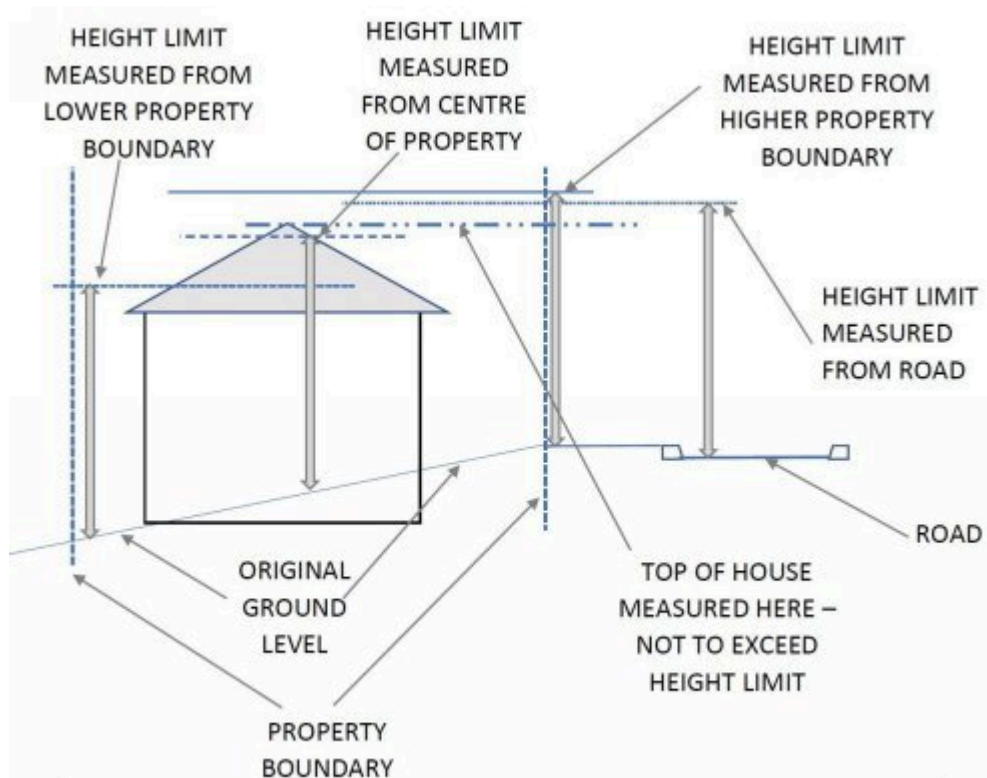 HEIGHT LIMIT
MEASURED FROM
LOWER PROPERTY
BOUNDARY
HEIGHT LIMIT
MEASURED
FROM CENTRE
OF PROPERTY
HEIGHT LIMIT
MEASURED FROM
HIGHER PROPERTY
BOUNDARY
HEIGHT LIMIT
MEASURED
FROM ROAD
ROAD
ORIGINAL
GROUND
LEVEL
TOP OF HOUSE
MEASURED HERE –
NOT TO EXCEED
HEIGHT LIMIT
PROPERTY
BOUNDARY